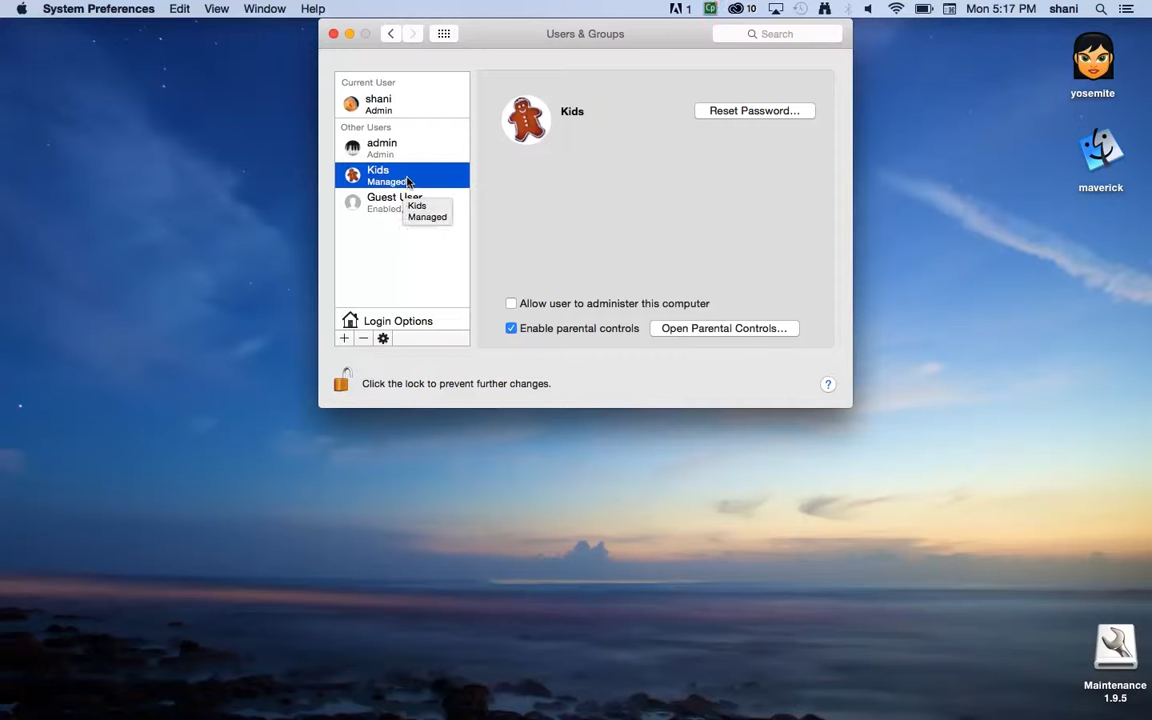 System Preferences Edit View Window Help
1 Cp 10 Mon 5:17 PM shani
Users & Groups
Search
Current User
shani
Admin
Other Users
admin
Admin
Kids
Managed
Guest User
Enabled,
Kids
Managed
Login Options
Kids
Reset Password...
Allow user to administer this computer
Enable parental controls
Open Parental Controls...
Click the lock to prevent further changes.
?
yosemite
maverick
Maintenance
1.9.5